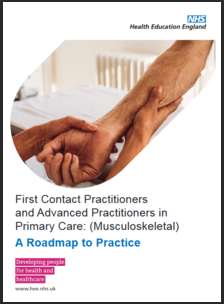 NHS
Health Education England
First Contact Practitioners
and Advanced Practitioners in
Primary Care: (Musculoskeletal)
A Roadmap to Practice
Developing people
for health and
healthcare
www.hee.nhs.uk